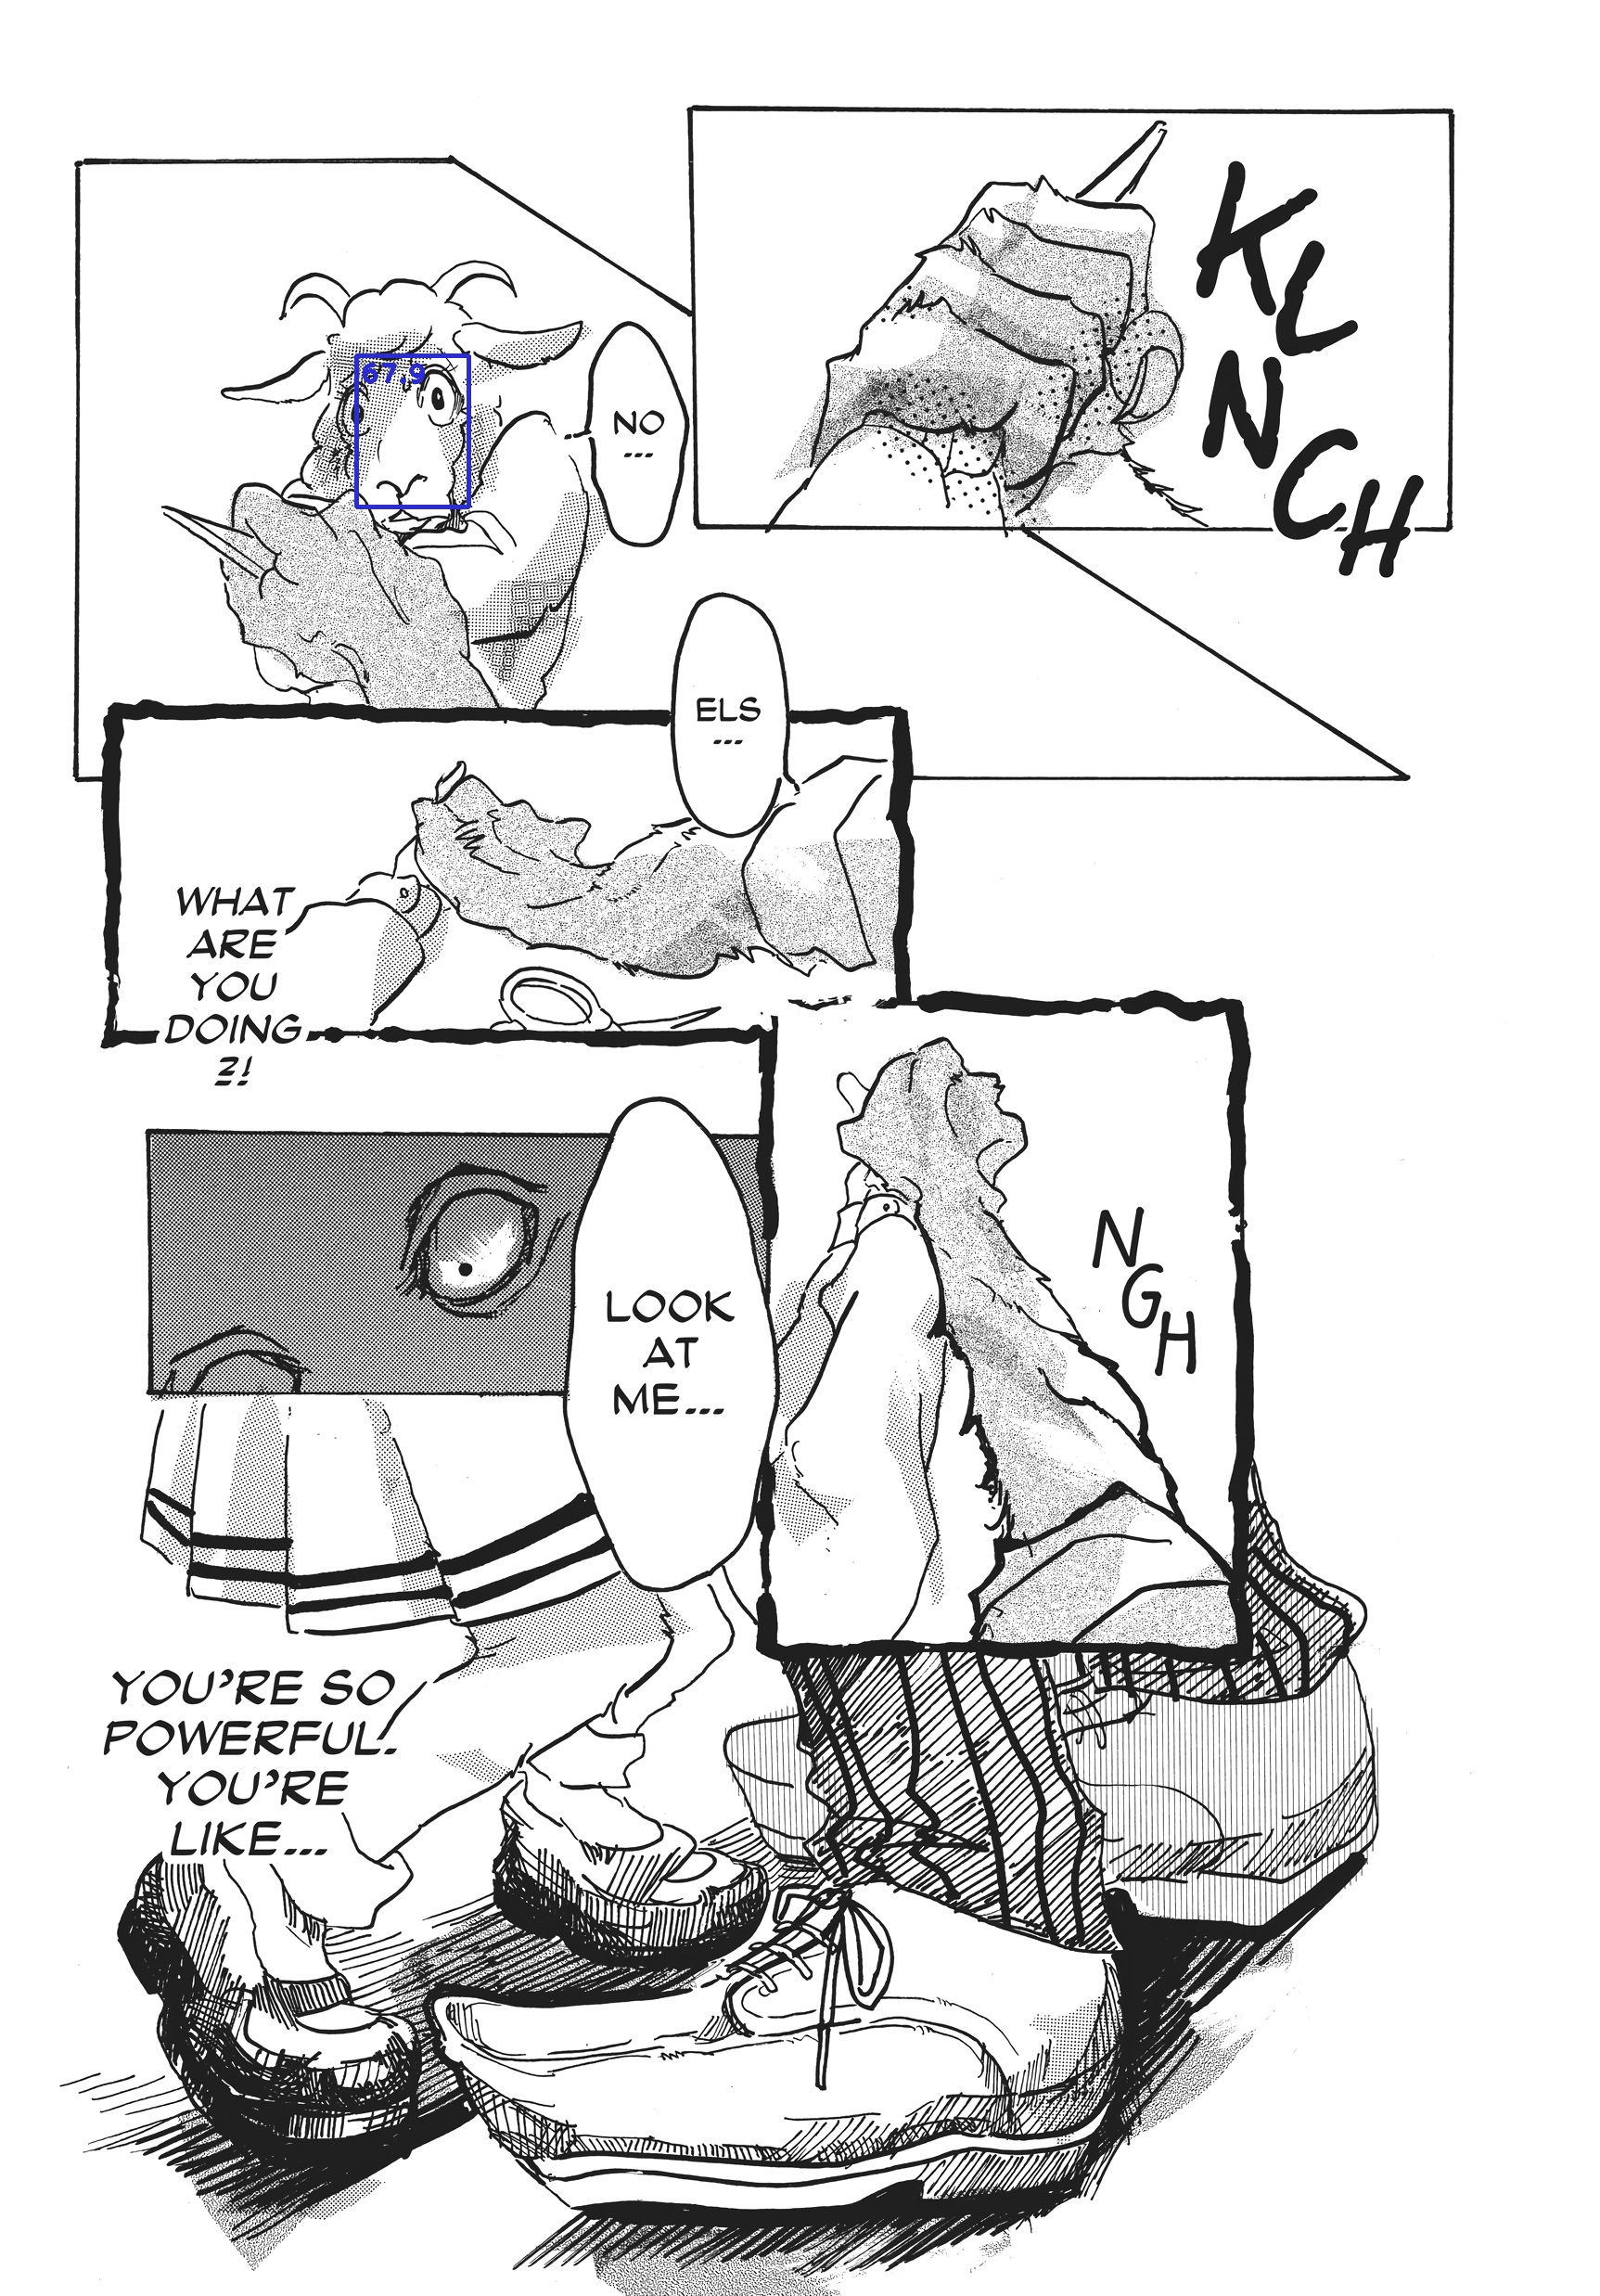 KLNCH
NO
...
67.9
ELS
...
WHAT
ARE
YOU
DOING
?!
NGH
LOOK
AT
ME...
YOU'RE SO
POWERFUL.
YOU'RE
LIKE...